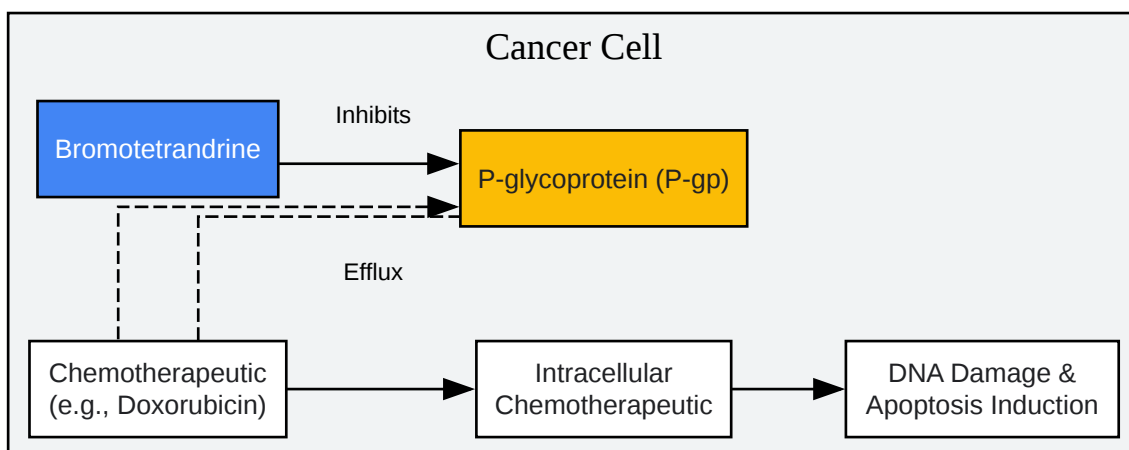 Cancer Cell
Inhibits
Bromotetrandrine
P-glycoprotein (P-gp)
Efflux
Chemotherapeutic
(e.g., Doxorubicin)
Intracellular
Chemotherapeutic
DNA Damage &
Apoptosis Induction